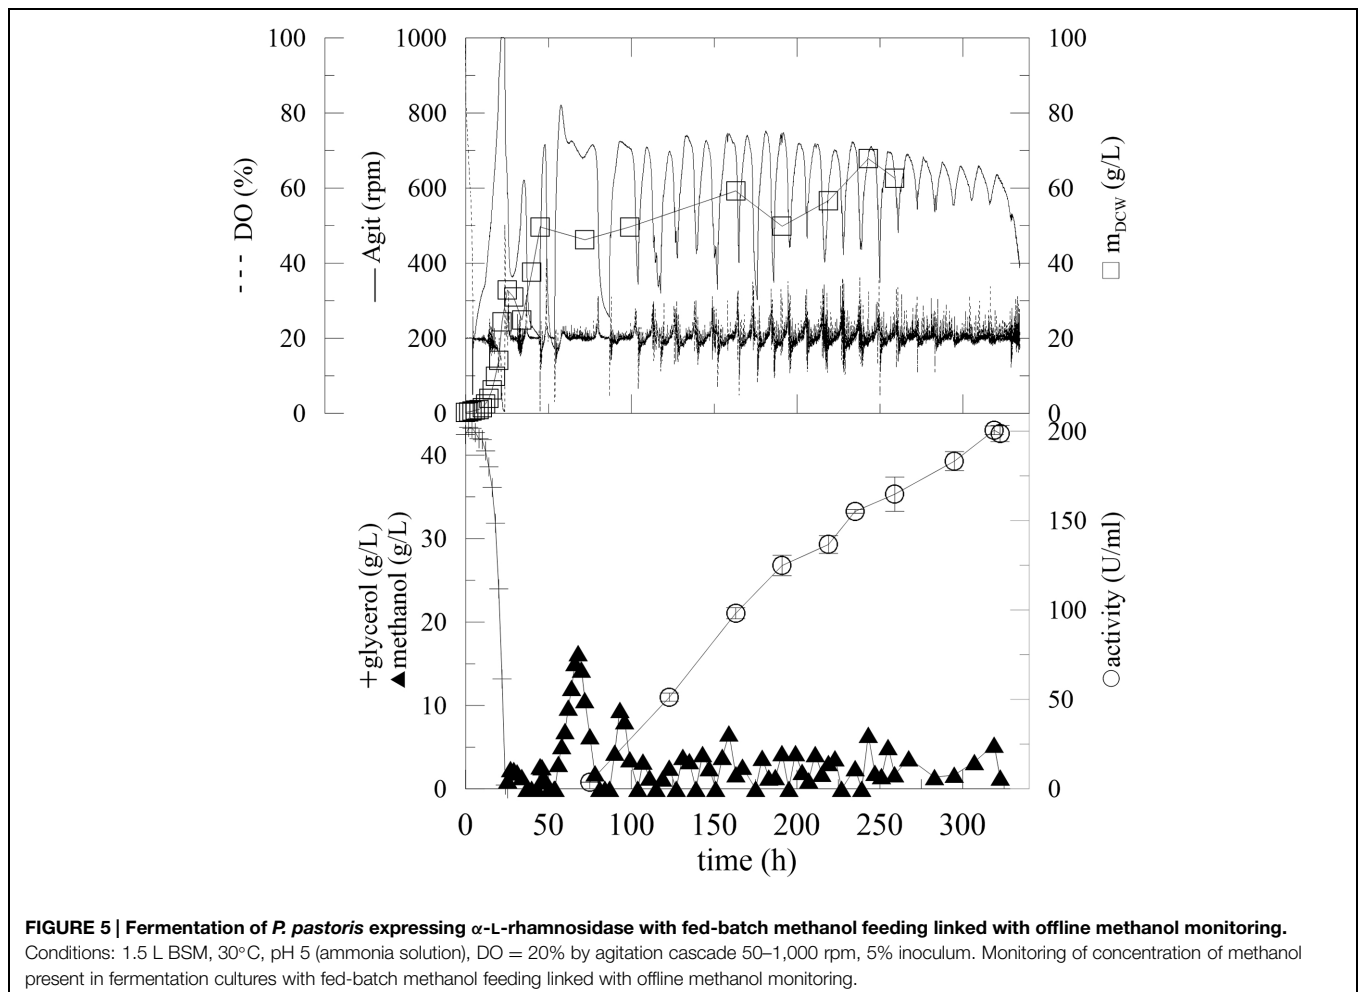 100 1000 100
80 800 80
60 600 60
40 400 40
20 200 20
0 0 0
--- DO (%)
— Agit (rpm)
□ mDCW (g/L)
40 200
30 150
20 100
10 50
0 0
+glycerol (g/L)
▲methanol (g/L)
○activity (U/ml)
0 50 100 150 200 250 300
time (h)
FIGURE 5 | Fermentation of P. pastoris expressing α-L-rhamnosidase with fed-batch methanol feeding linked with offline methanol monitoring.
Conditions: 1.5 L BSM, 30°C, pH 5 (ammonia solution), DO = 20% by agitation cascade 50–1,000 rpm, 5% inoculum. Monitoring of concentration of methanol
present in fermentation cultures with fed-batch methanol feeding linked with offline methanol monitoring.